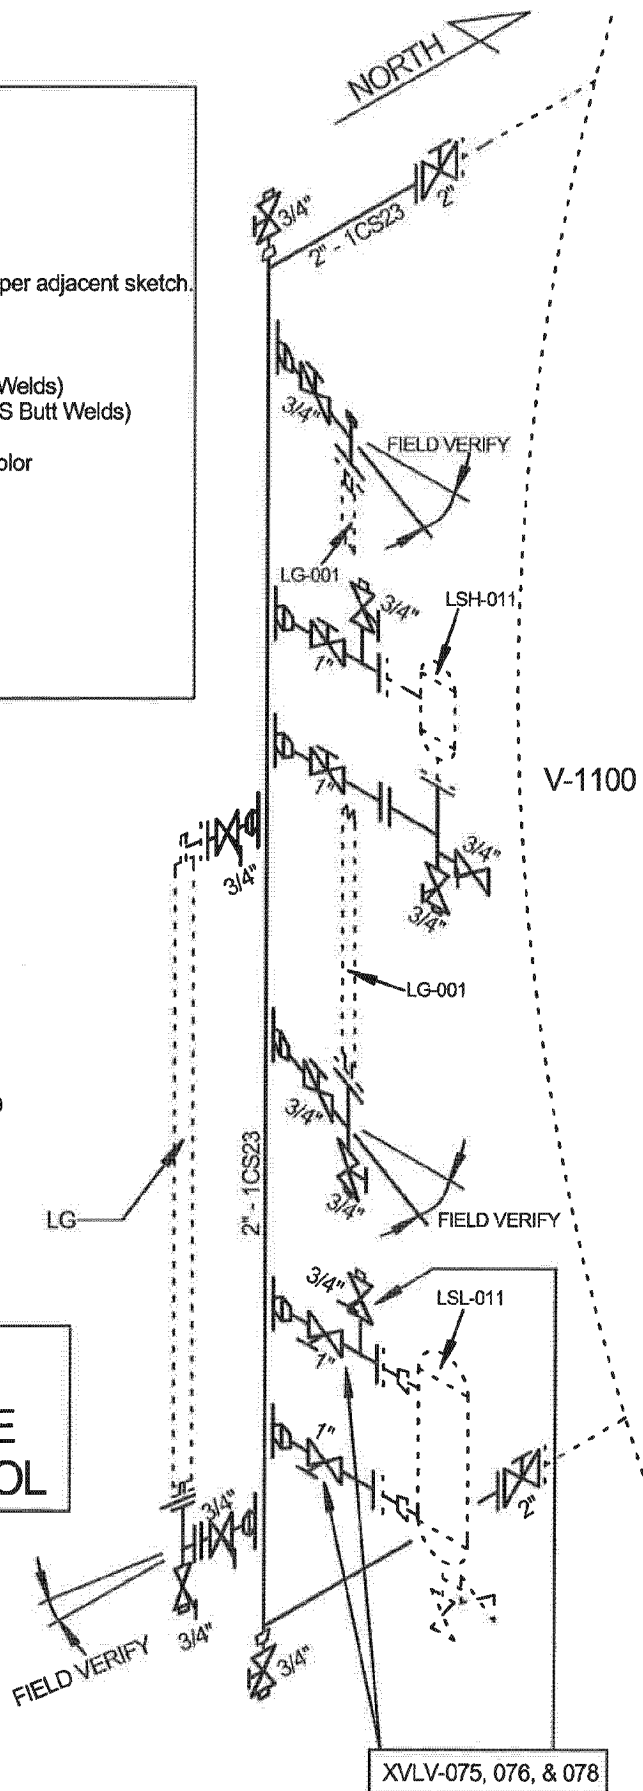 NORTH
3/4"
2" - 1CS23
2"
per adjacent sketch.
Welds)
S Butt Welds)
olor
3/4"
FIELD VERIFY
LG-001
3/4"
LSH-011
1"
V-1100
1"
3/4"
3/4"
3/4"
LG-001
3/4"
2" - 1CS23
3/4"
LG
FIELD VERIFY
3/4"
LSL-011
1"
E
OL
1"
2"
3/4"
3/4"
FIELD VERIFY
3/4"
XVLV-075, 076, & 078